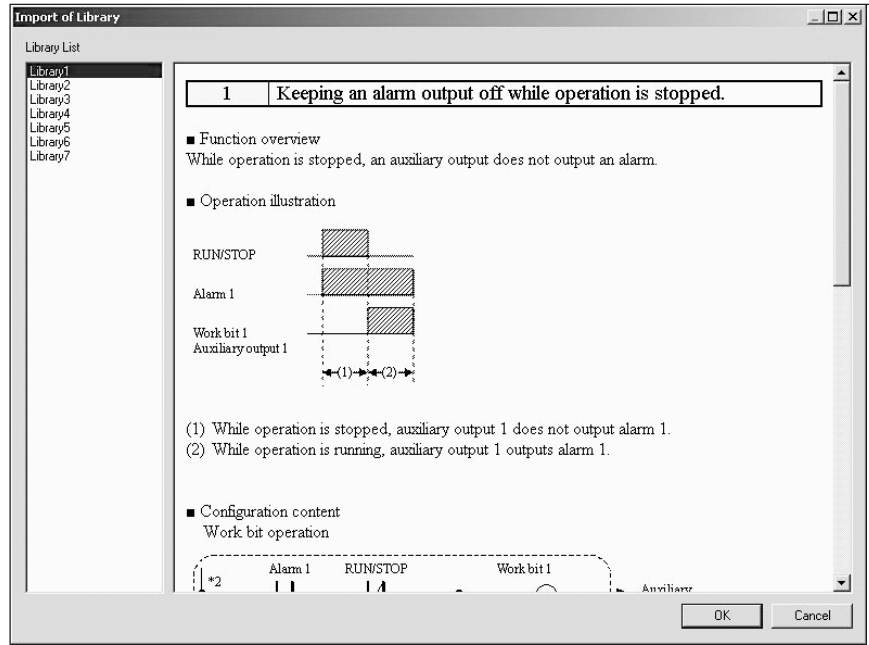 Import of Library
Library List
Library1
Library2
Library3
Library4
Library5
Library6
Library7
1 Keeping an alarm output off while operation is stopped.
■ Function overview
While operation is stopped, an auxiliary output does not output an alarm.
■ Operation illustration
RUN/STOP
Alarm 1
Work bit 1
Auxiliary output 1
(1) (2)
(1) While operation is stopped, auxiliary output 1 does not output alarm 1.
(2) While operation is running, auxiliary output 1 outputs alarm 1.
■ Configuration content
Work bit operation
Alarm 1 RUN/STOP Work bit 1
*2
Auxiliary
OK Cancel